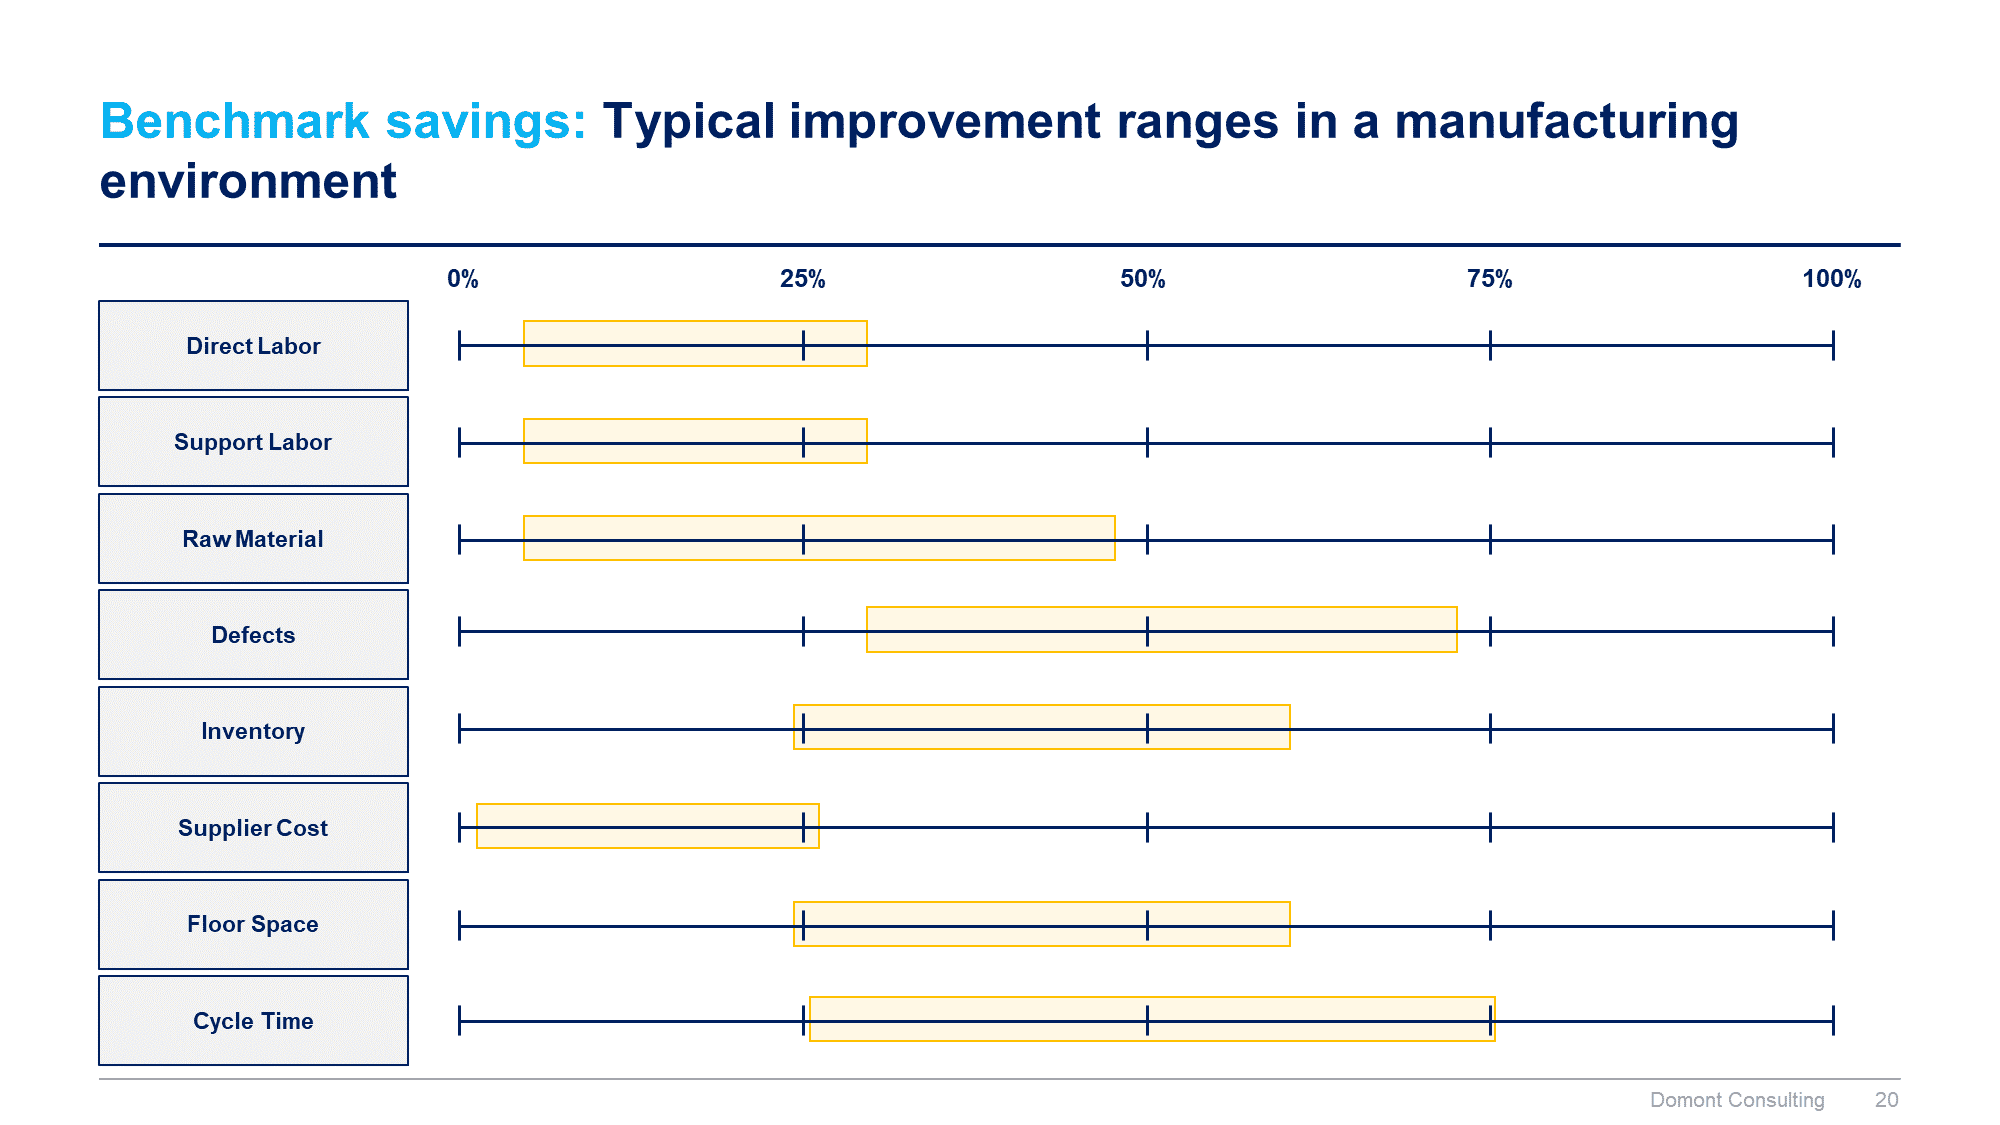 Benchmark savings: Typical improvement ranges in a manufacturing
environment
0% 25% 50% 75% 100%
Direct Labor
Support Labor
Raw Material
Defects
Inventory
Supplier Cost
Floor Space
Cycle Time
Domont Consulting 20